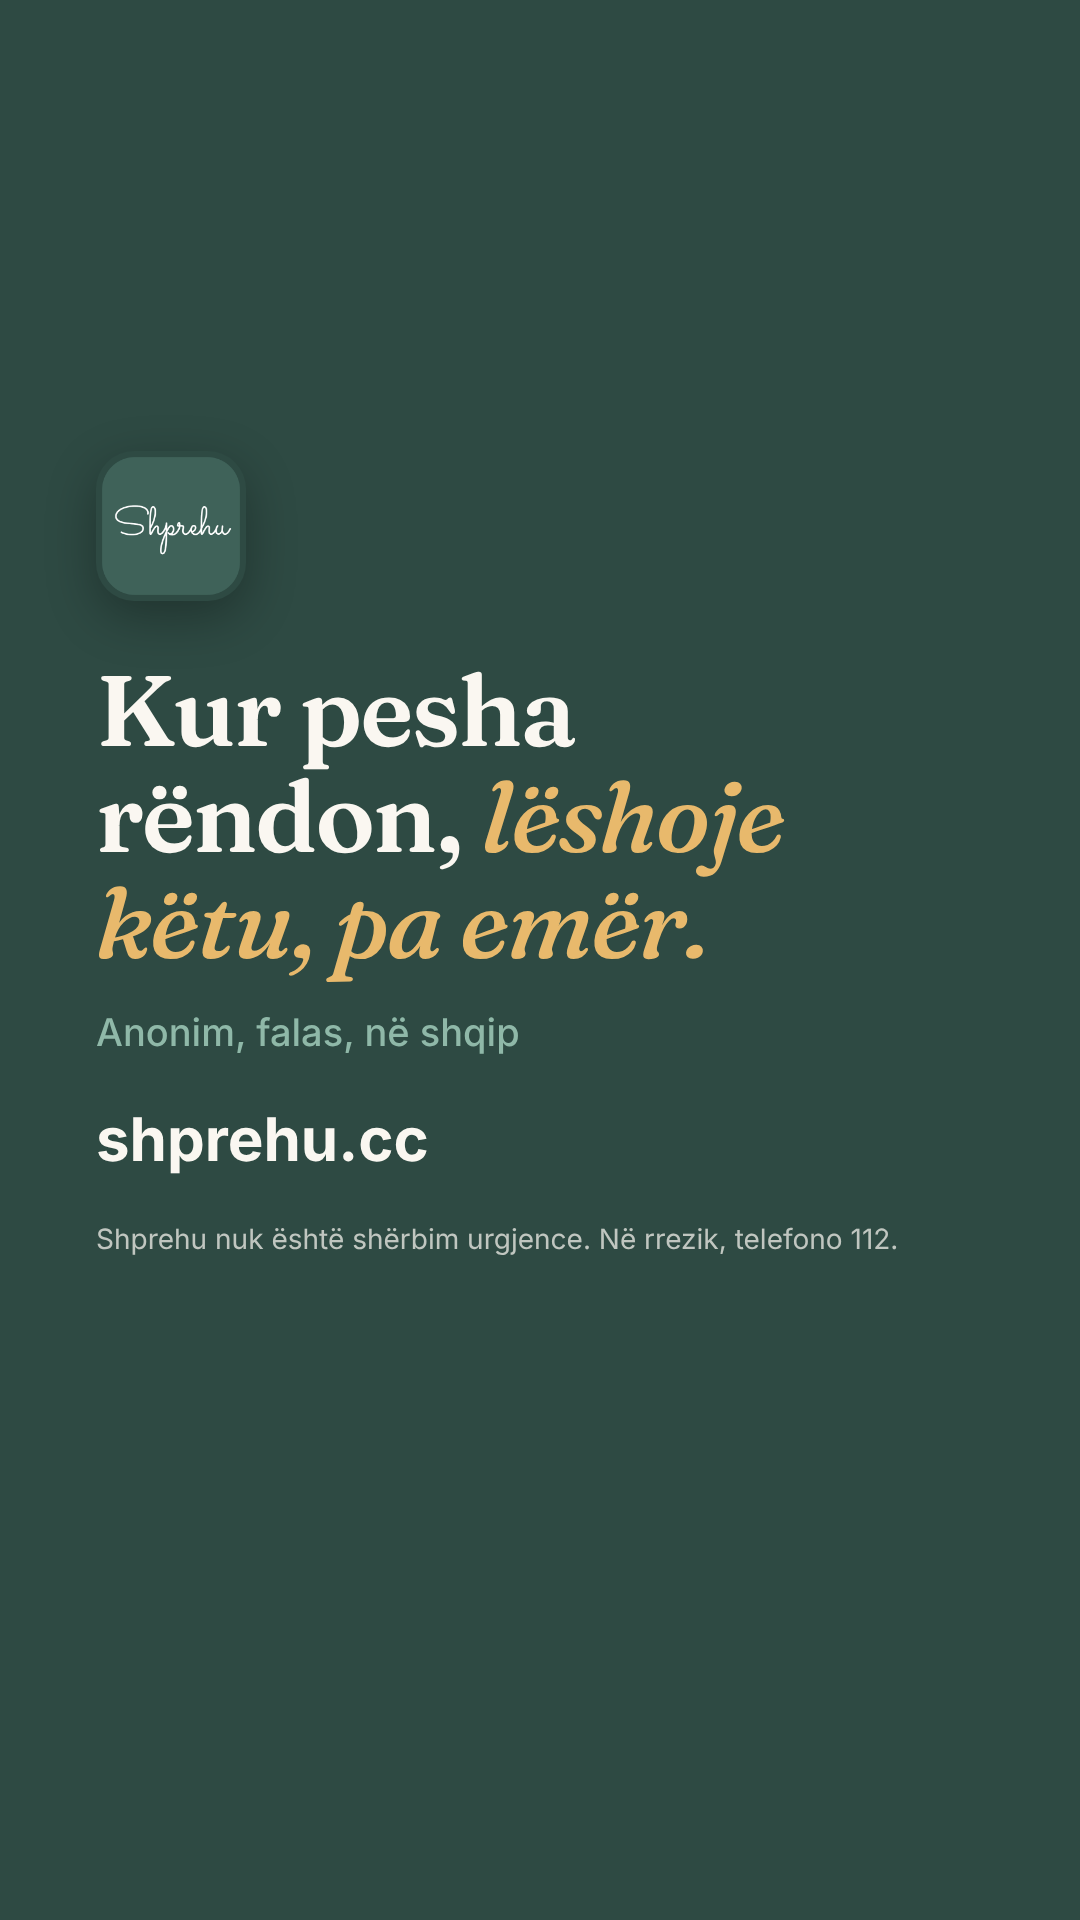 Shprehu
Kur pesha
rëndon, lëshoje
këtu, pa emër.
Anonim, falas, në shqip
shprehu.cc
Shprehu nuk është shërbim urgjence. Në rrezik, telefono 112.